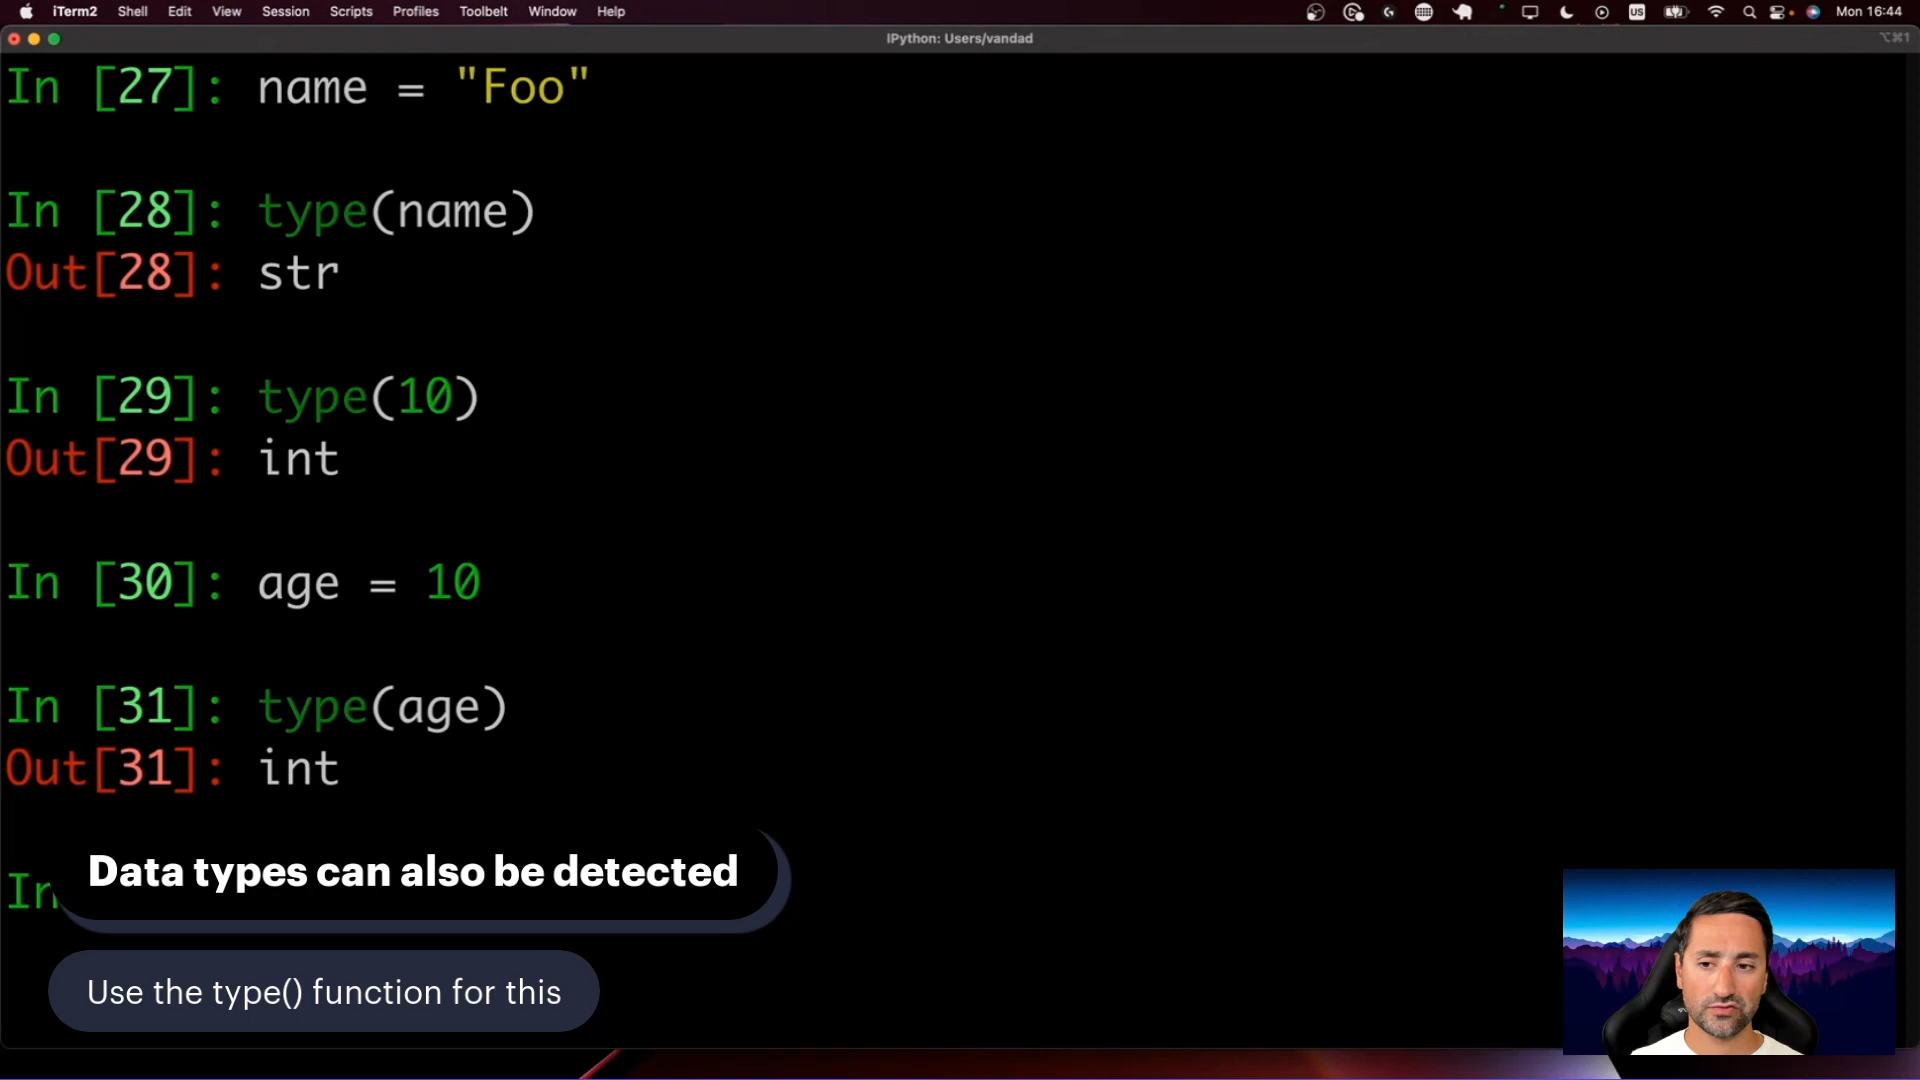 iTerm2 Shell Edit View Session Scripts Profiles Toolbelt Window Help US Mon 16:44
IPython: Users/vandad ⌥⌘1
In [27]: name = "Foo"
In [28]: type(name)
Out[28]: str
In [29]: type(10)
Out[29]: int
In [30]: age = 10
In [31]: type(age)
Out[31]: int
In
Data types can also be detected
Use the type() function for this